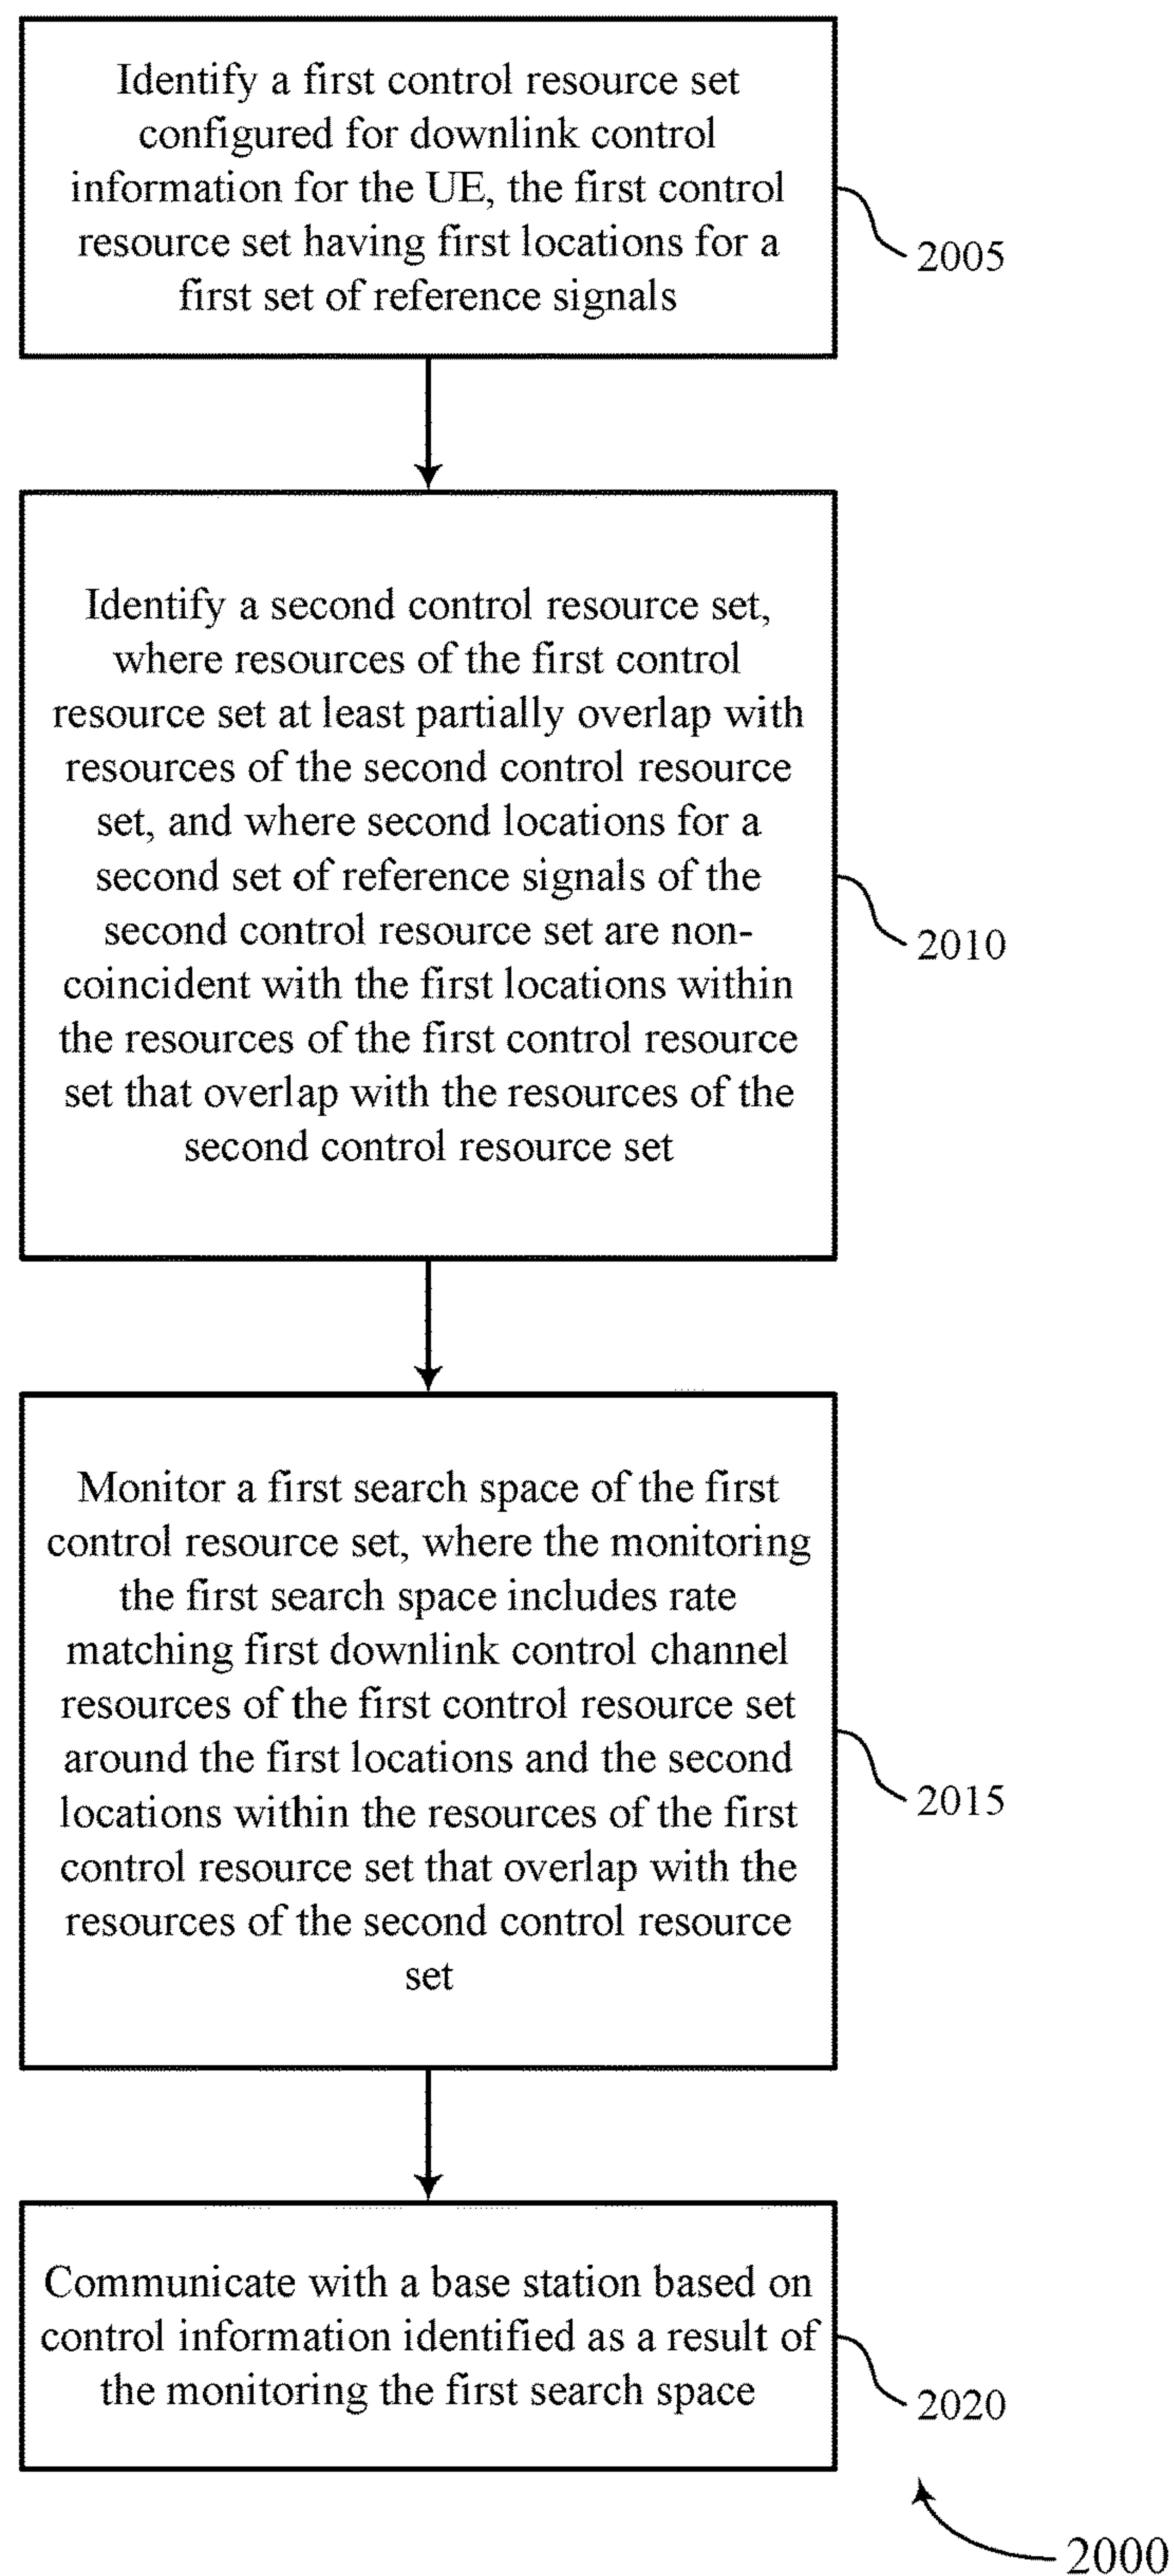 Identify a first control resource set
configured for downlink control
information for the UE, the first control
resource set having first locations for a
first set of reference signals
2005
Identify a second control resource set,
where resources of the first control
resource set at least partially overlap with
resources of the second control resource
set, and where second locations for a
second set of reference signals of the
second control resource set are non-
coincident with the first locations within
the resources of the first control resource
set that overlap with the resources of the
second control resource set
2010
Monitor a first search space of the first
control resource set, where the monitoring
the first search space includes rate
matching first downlink control channel
resources of the first control resource set
around the first locations and the second
locations within the resources of the first
control resource set that overlap with the
resources of the second control resource
set
2015
Communicate with a base station based on
control information identified as a result of
the monitoring the first search space
2020
2000